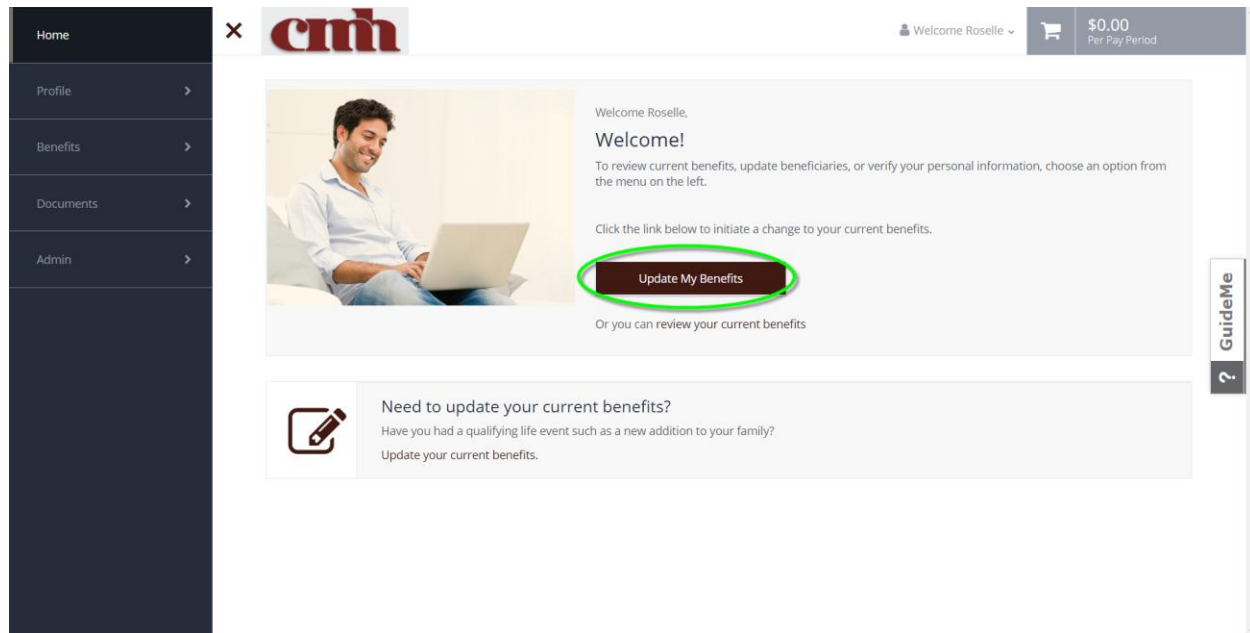 Home
Profile
Benefits
Documents
Admin
cmh
Welcome Roselle
$0.00
Per Pay Period
Welcome Roselle,
Welcome!
To review current benefits, update beneficiaries, or verify your personal information, choose an option from
the menu on the left.
Click the link below to initiate a change to your current benefits.
Update My Benefits
Or you can review your current benefits
Need to update your current benefits?
Have you had a qualifying life event such as a new addition to your family?
Update your current benefits.
? GuideMe